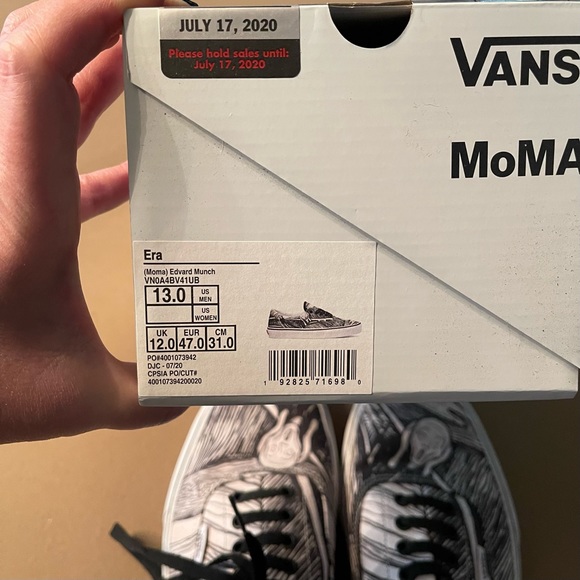 JULY 17, 2020
Please hold sales until:
July 17, 2020
VANS
MoMA
Era
(Moma) Edvard Munch
VN0A4BV41UB
13.0 US MEN
US WOMEN
UK EUR CM
12.0 47.0 31.0
PO#4001073942
DJC - 07/20
CPSIA PO/CUT#
400107394200020
1 92825 71698 0